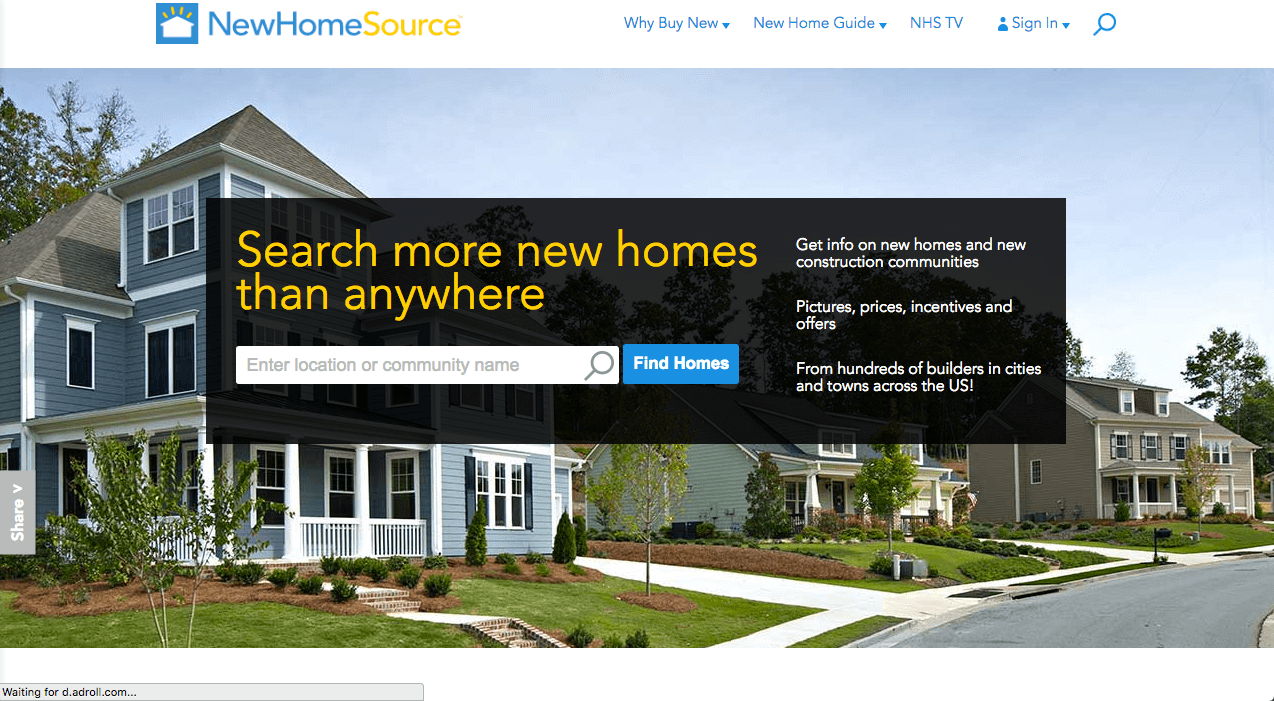 NewHomeSource
Why Buy New
New Home Guide
NHS TV
Sign In
Search more new homes
than anywhere
Enter location or community name
Find Homes
Get info on new homes and new
construction communities
Pictures, prices, incentives and
offers
From hundreds of builders in cities
and towns across the US!
Share >
Waiting for d.adroll.com...